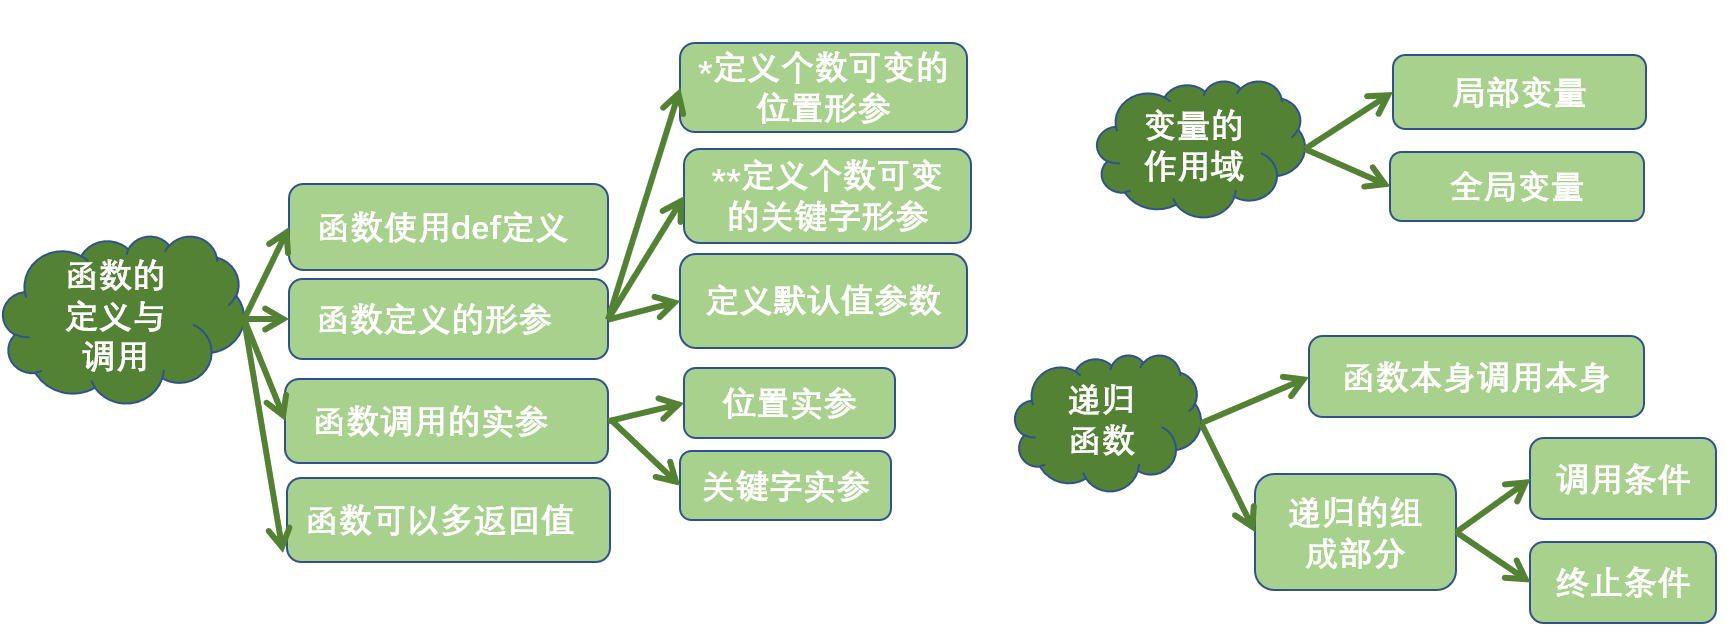 函数的
定义与
调用
函数使用def定义
函数定义的形参
函数调用的实参
函数可以多返回值
*定义个数可变的
位置形参
**定义个数可变
的关键字形参
定义默认值参数
位置实参
关键字实参
变量的
作用域
局部变量
全局变量
递归
函数
函数本身调用本身
递归的组
成部分
调用条件
终止条件